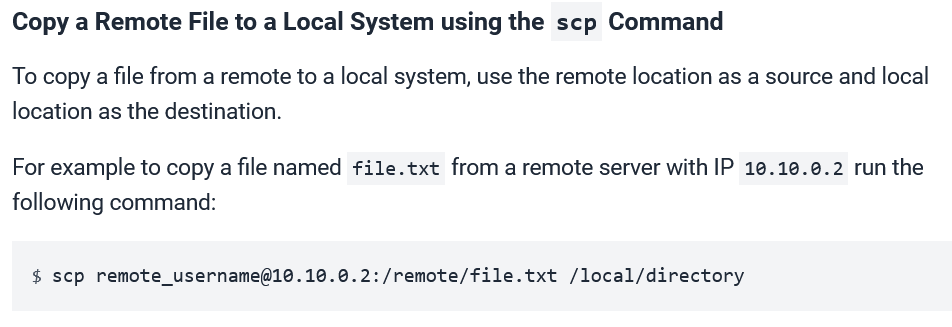 Copy a Remote File to a Local System using the scp Command
To copy a file from a remote to a local system, use the remote location as a source and local
location as the destination.
For example to copy a file named file.txt from a remote server with IP 10.10.0.2 run the
following command:
$ scp remote_username@10.10.0.2:/remote/file.txt /local/directory